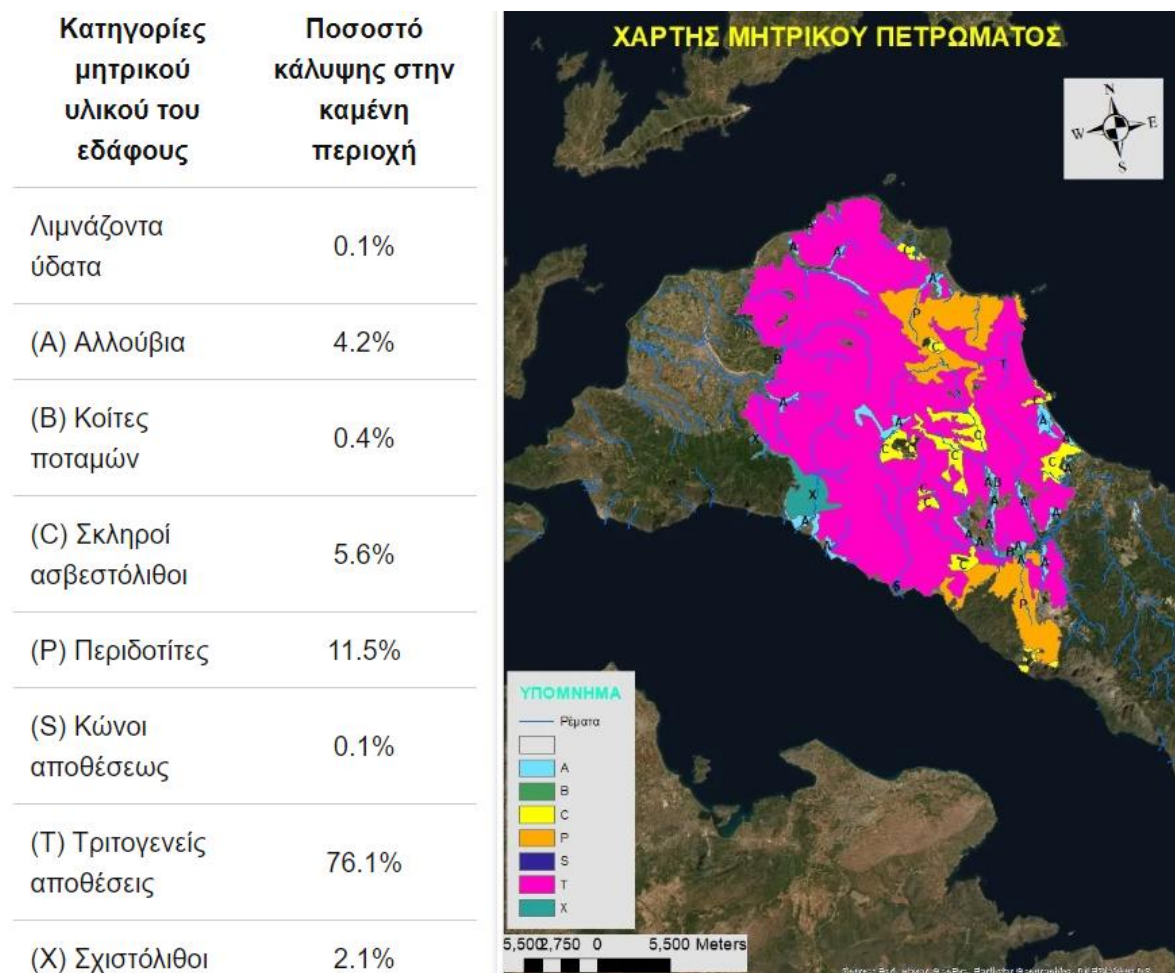 Κατηγορίες
μητρικού
υλικού του
εδάφους
Ποσοστό
κάλυψης στην
καμένη
περιοχή
Λιμνάζοντα
ύδατα
0.1%
(A) Αλλούβια
4.2%
(B) Κοίτες
ποταμών
0.4%
(C) Σκληροί
ασβεστόλιθοι
5.6%
(P) Περιδοτίτες
11.5%
(S) Κώνοι
αποθέσεως
0.1%
(T) Τριτογενείς
αποθέσεις
76.1%
(X) Σχιστόλιθοι
2.1%
ΧΑΡΤΗΣ ΜΗΤΡΙΚΟΥ ΠΕΤΡΩΜΑΤΟΣ
N
W E
S
A
A
C
A
P
C
B
T
A
A
A
X
C
C
C
C
A
A
X
C
AB
A
A
A
A
A
A
A
A
B
A
A
A
C
S
P
ΥΠΟΜΝΗΜΑ
Ρέματα
A
B
C
P
S
T
X
5,500 2,750 0 5,500 Meters